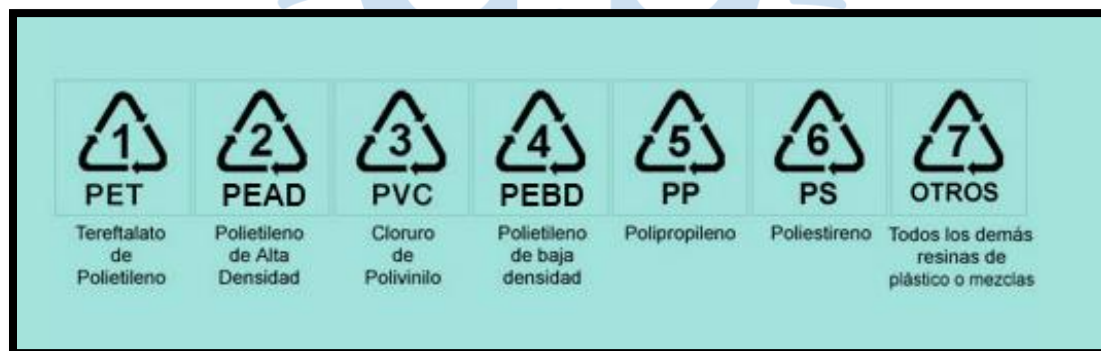 1
PET
Tereftalato
de
Polietileno
2
PEAD
Polietileno
de Alta
Densidad
3
PVC
Cloruro
de
Polivinilo
4
PEBD
Polietileno
de baja
densidad
5
PP
Polipropileno
6
PS
Poliestireno
7
OTROS
Todos los demás
resinas de
plástico o mezclas